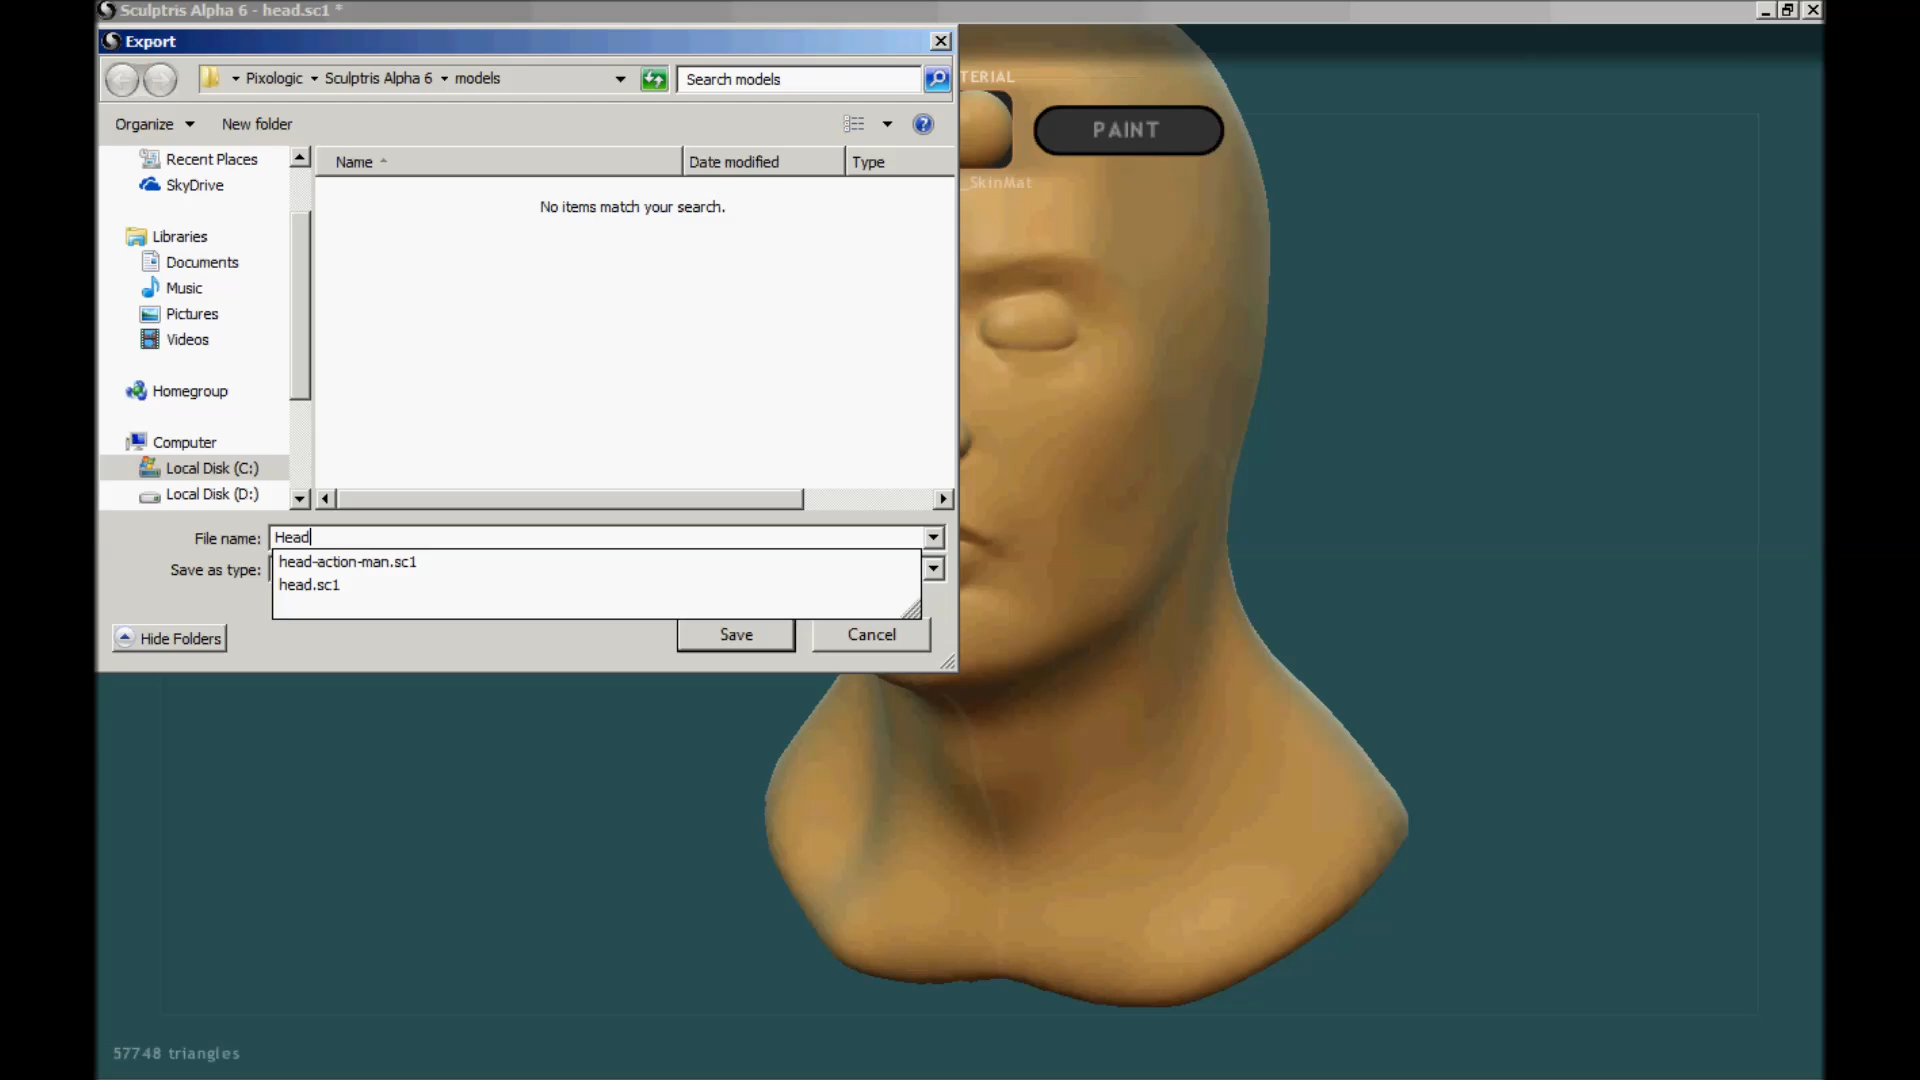 Sculptris Alpha 6 - head.sc1 *
Export
Pixologic Sculptris Alpha 6 models
Search models
Organize
New folder
Recent Places
SkyDrive
Libraries
Documents
Music
Pictures
Videos
Homegroup
Computer
Local Disk (C:)
Local Disk (D:)
Name
Date modified
Type
No items match your search.
File name:
Head
head-action-man.sc1
head.sc1
Save as type:
Hide Folders
Save
Cancel
TERIAL
PAINT
_SkinMat
57748 triangles